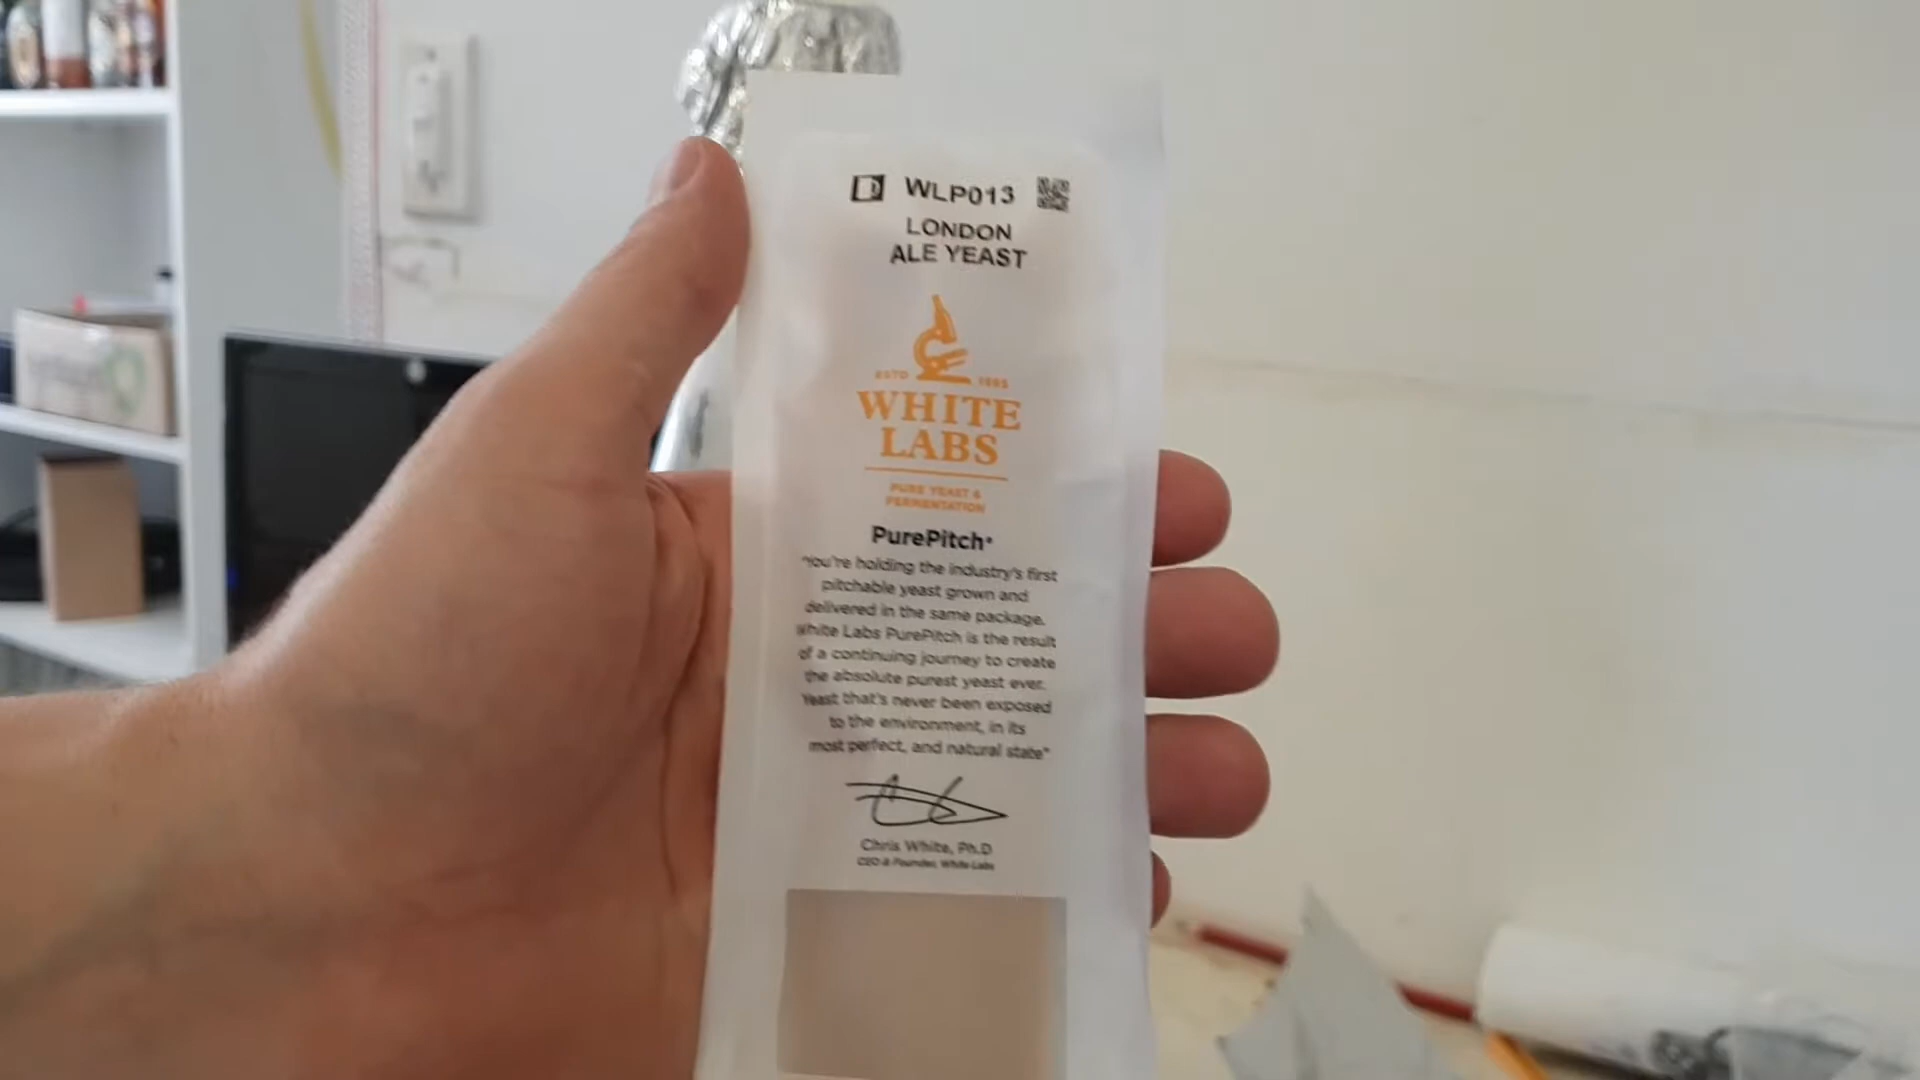 WLP013
LONDON
ALE YEAST
ESTD 1995
WHITE
LABS
PURE YEAST &
FERMENTATION
PurePitch®
"You're holding the industry's first
pitchable yeast grown and
delivered in the same package.
White Labs PurePitch is the result
of a continuing journey to create
the absolute purest yeast ever.
Yeast that's never been exposed
to the environment, in its
most perfect, and natural state"
Chris White, Ph.D
CEO & Founder, White Labs